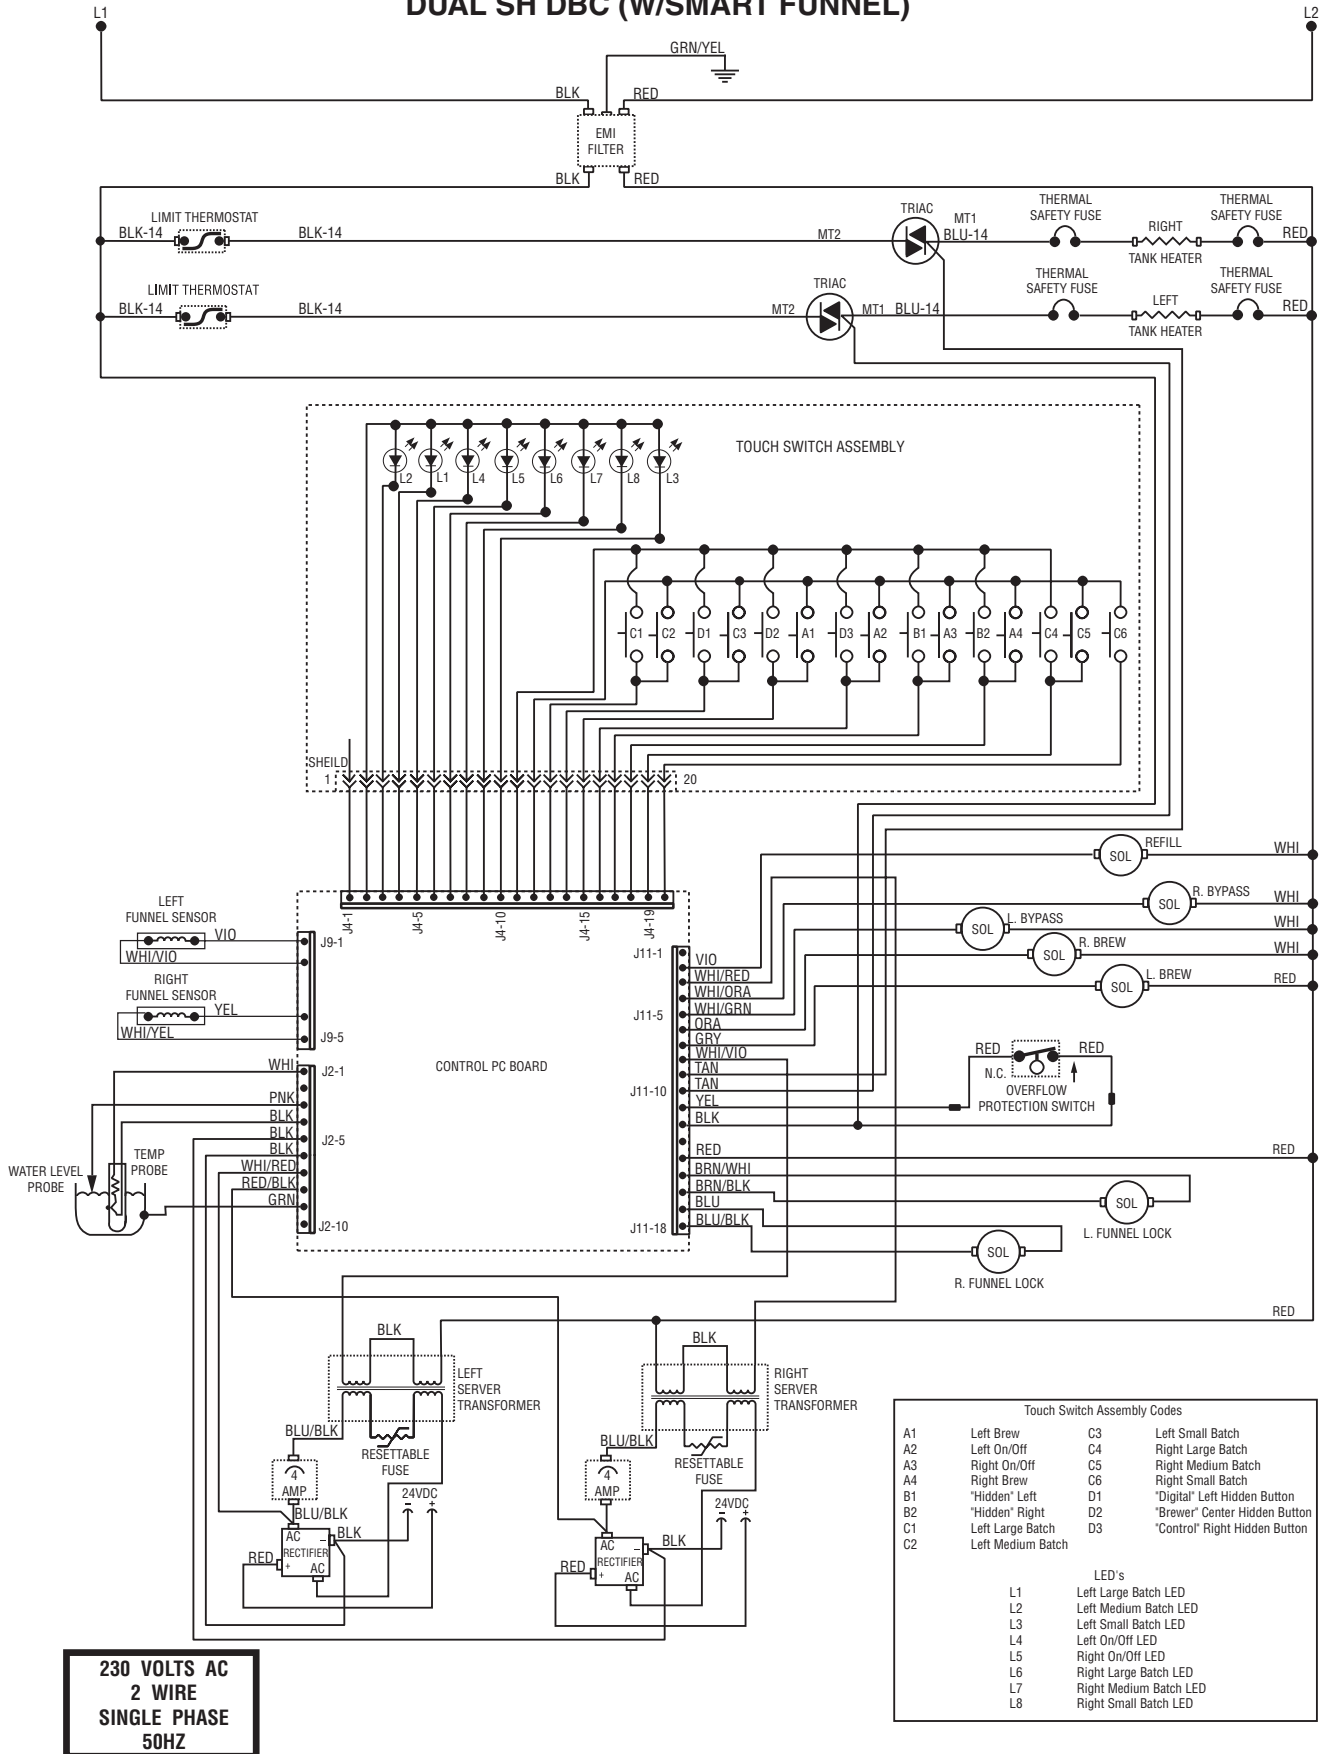 DUAL SH DBC (W/SMART FUNNEL)
L1
L2
GRN/YEL
BLK
RED
EMI
FILTER
BLK
RED
LIMIT THERMOSTAT
BLK-14
BLK-14
MT2
TRIAC
MT1
BLU-14
THERMAL
SAFETY FUSE
RIGHT
TANK HEATER
THERMAL
SAFETY FUSE
RED
LIMIT THERMOSTAT
BLK-14
BLK-14
MT2
TRIAC
MT1
BLU-14
THERMAL
SAFETY FUSE
LEFT
TANK HEATER
THERMAL
SAFETY FUSE
RED
TOUCH SWITCH ASSEMBLY
L2
L1
L4
L5
L6
L7
L8
L3
C1
C2
D1
C3
D2
A1
D3
A2
B1
A3
B2
A4
C4
C5
C6
SHEILD
1
20
J4-1
J4-5
J4-10
J4-15
J4-19
LEFT
FUNNEL SENSOR
VIO
WHI/VIO
J9-1
RIGHT
FUNNEL SENSOR
YEL
WHI/YEL
J9-5
CONTROL PC BOARD
WHI
J2-1
PNK
BLK
BLK
J2-5
BLK
WHI/RED
RED/BLK
GRN
J2-10
WATER LEVEL
PROBE
TEMP
PROBE
J11-1
VIO
WHI/RED
WHI/ORA
WHI/GRN
J11-5
ORA
GRY
WHI/VIO
TAN
J11-10
TAN
YEL
BLK
RED
BRN/WHI
BRN/BLK
BLU
J11-18
BLU/BLK
SOL
REFILL
WHI
SOL
R. BYPASS
WHI
SOL
L. BYPASS
WHI
SOL
R. BREW
WHI
SOL
L. BREW
RED
RED
N.C.
RED
OVERFLOW
PROTECTION SWITCH
RED
SOL
L. FUNNEL LOCK
SOL
R. FUNNEL LOCK
RED
BLK
LEFT
SERVER
TRANSFORMER
BLU/BLK
RESETTABLE
FUSE
4
AMP
BLU/BLK
24VDC
-
+
AC
–
RECTIFIER
+
AC
BLK
RED
BLK
RIGHT
SERVER
TRANSFORMER
BLU/BLK
RESETTABLE
FUSE
4
AMP
24VDC
-
+
AC
–
RECTIFIER
+
AC
BLK
RED
Touch Switch Assembly Codes
A1 Left Brew C3 Left Small Batch
A2 Left On/Off C4 Right Large Batch
A3 Right On/Off C5 Right Medium Batch
A4 Right Brew C6 Right Small Batch
B1 "Hidden" Left D1 "Digital" Left Hidden Button
B2 "Hidden" Right D2 "Brewer" Center Hidden Button
C1 Left Large Batch D3 "Control" Right Hidden Button
C2 Left Medium Batch
LED's
L1 Left Large Batch LED
L2 Left Medium Batch LED
L3 Left Small Batch LED
L4 Left On/Off LED
L5 Right On/Off LED
L6 Right Large Batch LED
L7 Right Medium Batch LED
L8 Right Small Batch LED
230 VOLTS AC
2 WIRE
SINGLE PHASE
50HZ